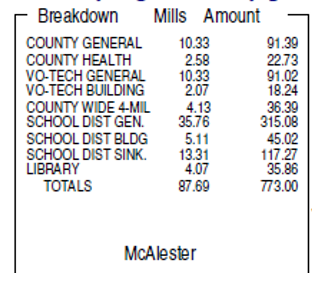 Breakdown Mills Amount
COUNTY GENERAL 10.33 91.39
COUNTY HEALTH 2.58 22.73
VO-TECH GENERAL 10.33 91.02
VO-TECH BUILDING 2.07 18.24
COUNTY WIDE 4-MIL 4.13 36.39
SCHOOL DIST GEN. 35.76 315.08
SCHOOL DIST BLDG 5.11 45.02
SCHOOL DIST SINK. 13.31 117.27
LIBRARY 4.07 35.86
TOTALS 87.69 773.00
McAlester